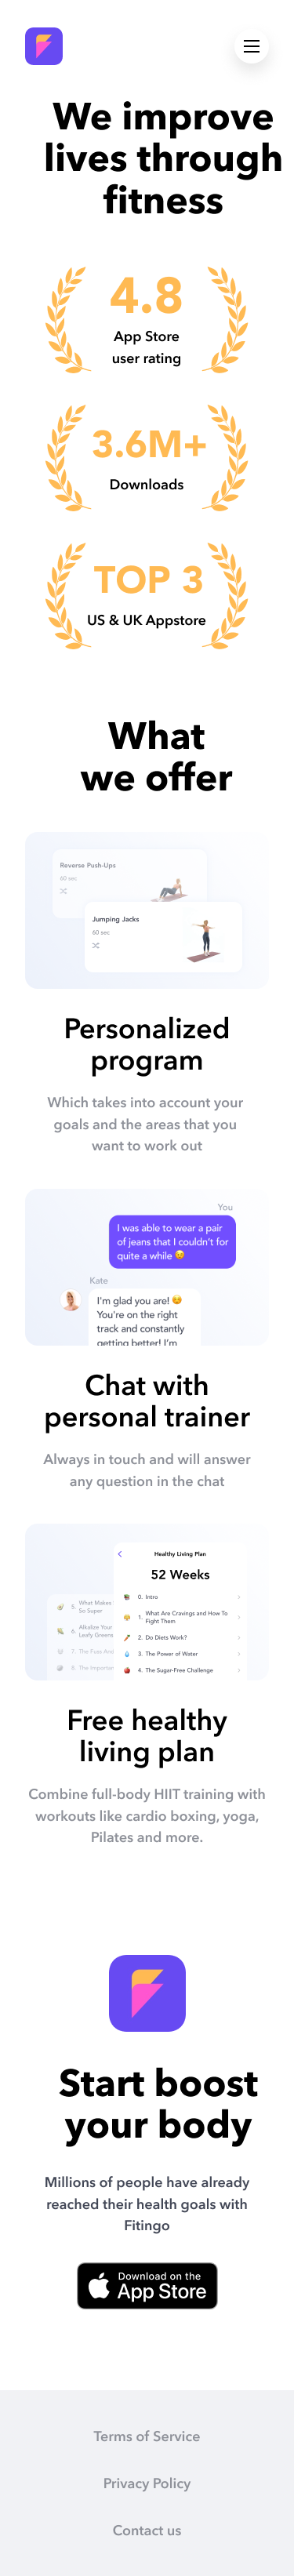 We improve
lives through
fitness
4.8
App Store
user rating
3.6M+
Downloads
TOP 3
US & UK Appstore
What
we offer
Reverse Push-Ups
60 sec
Jumping Jacks
60 sec
Personalized
program
Which takes into account your
goals and the areas that you
want to work out
You
I was able to wear a pair
of jeans that I couldn't for
quite a while 😉
Kate
I'm glad you are! ☺️
You're on the right
track and constantly
getting better! I'm
Chat with
personal trainer
Always in touch and will answer
any question in the chat
Healthy Living Plan
52 Weeks
0. Intro
1. What Are Cravings and How To
Fight Them
2. Do Diets Work?
3. The Power of Water
4. The Sugar-Free Challenge
5. What Makes
So Super
6. Alkalize Your
Leafy Greens
7. The Fuss
8. The Important
Free healthy
living plan
Combine full-body HIIT training with
workouts like cardio boxing, yoga,
Pilates and more.
Start boost
your body
Millions of people have already
reached their health goals with
Fitingo
Download on the
App Store
Terms of Service
Privacy Policy
Contact us